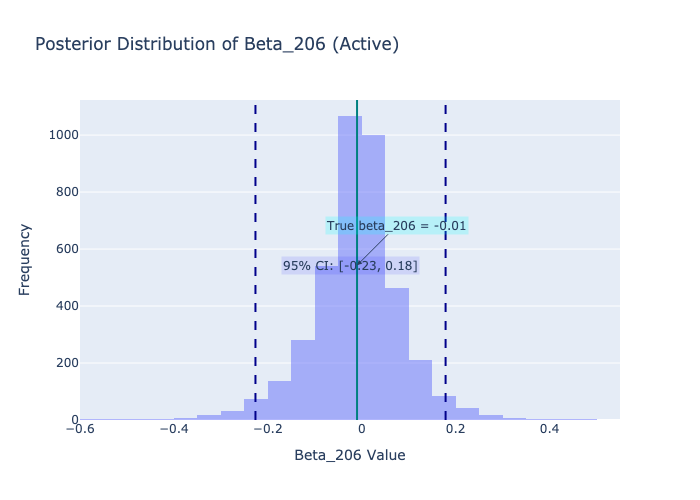 Posterior Distribution of Beta_206 (Active)
1000
800
True beta_206 = -0.01
600
95% CI: [-0.23, 0.18]
400
200
0
−0.6
−0.4
−0.2
0
0.2
0.4
Frequency
Beta_206 Value